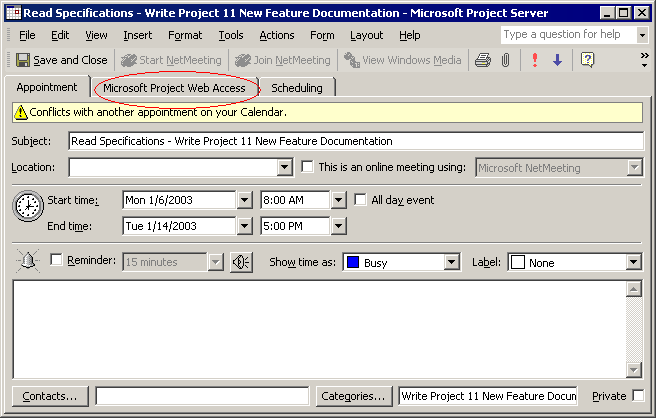 Read Specifications - Write Project 11 New Feature Documentation - Microsoft Project Server
File Edit View Insert Format Tools Actions Form Layout Help Type a question for help
Save and Close Start NetMeeting Join NetMeeting View Windows Media
Appointment Microsoft Project Web Access Scheduling
Conflicts with another appointment on your Calendar.
Subject: Read Specifications - Write Project 11 New Feature Documentation
Location: This is an online meeting using: Microsoft NetMeeting
Start time: Mon 1/6/2003 8:00 AM All day event
End time: Tue 1/14/2003 5:00 PM
Reminder: 15 minutes Show time as: Busy Label: None
Contacts... Categories... Write Project 11 New Feature Docun Private